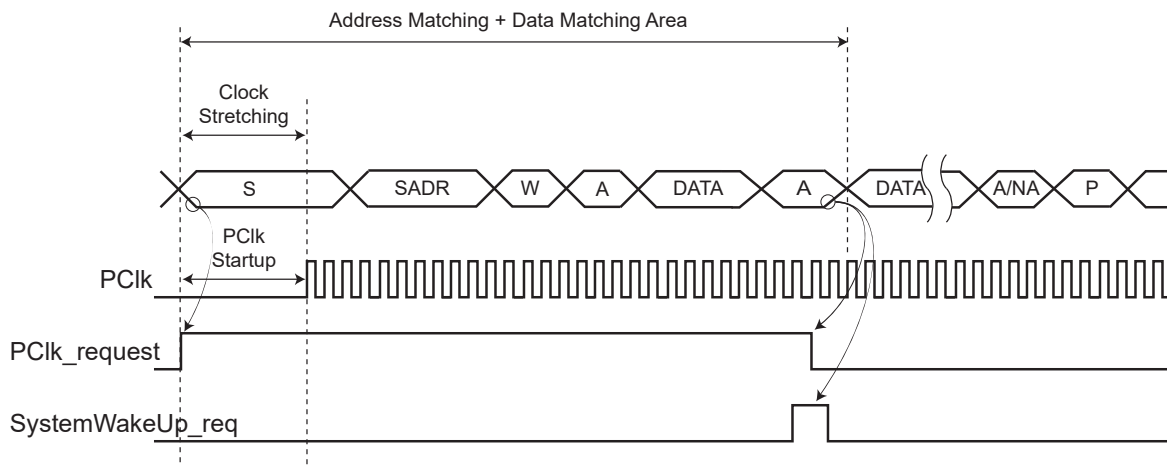 Address Matching + Data Matching Area
Clock
Stretching
S
SADR
W
A
DATA
A
DATA
A/NA
P
PClk
Startup
PClk
PClk_request
SystemWakeUp_req